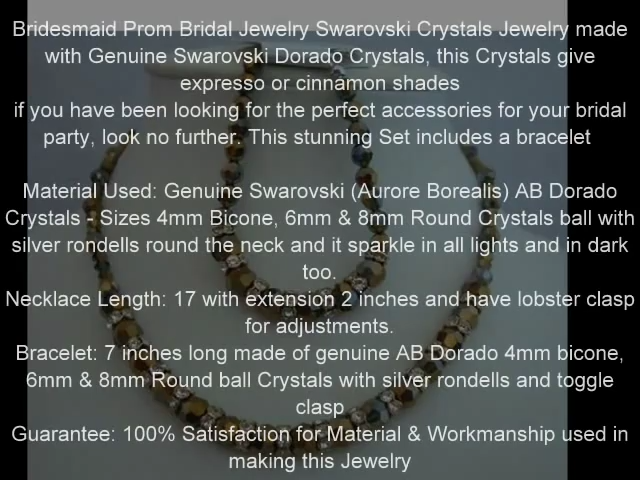 Bridesmaid Prom Bridal Jewelry Swarovski Crystals Jewelry made
with Genuine Swarovski Dorado Crystals, this Crystals give
expresso or cinnamon shades
if you have been looking for the perfect accessories for your bridal
party, look no further. This stunning Set includes a bracelet
Material Used: Genuine Swarovski (Aurore Borealis) AB Dorado
Crystals - Sizes 4mm Bicone, 6mm & 8mm Round Crystals ball with
silver rondells round the neck and it sparkle in all lights and in dark
too.
Necklace Length: 17 with extension 2 inches and have lobster clasp
for adjustments.
Bracelet: 7 inches long made of genuine AB Dorado 4mm bicone,
6mm & 8mm Round ball Crystals with silver rondells and toggle
clasp
Guarantee: 100% Satisfaction for Material & Workmanship used in
making this Jewelry